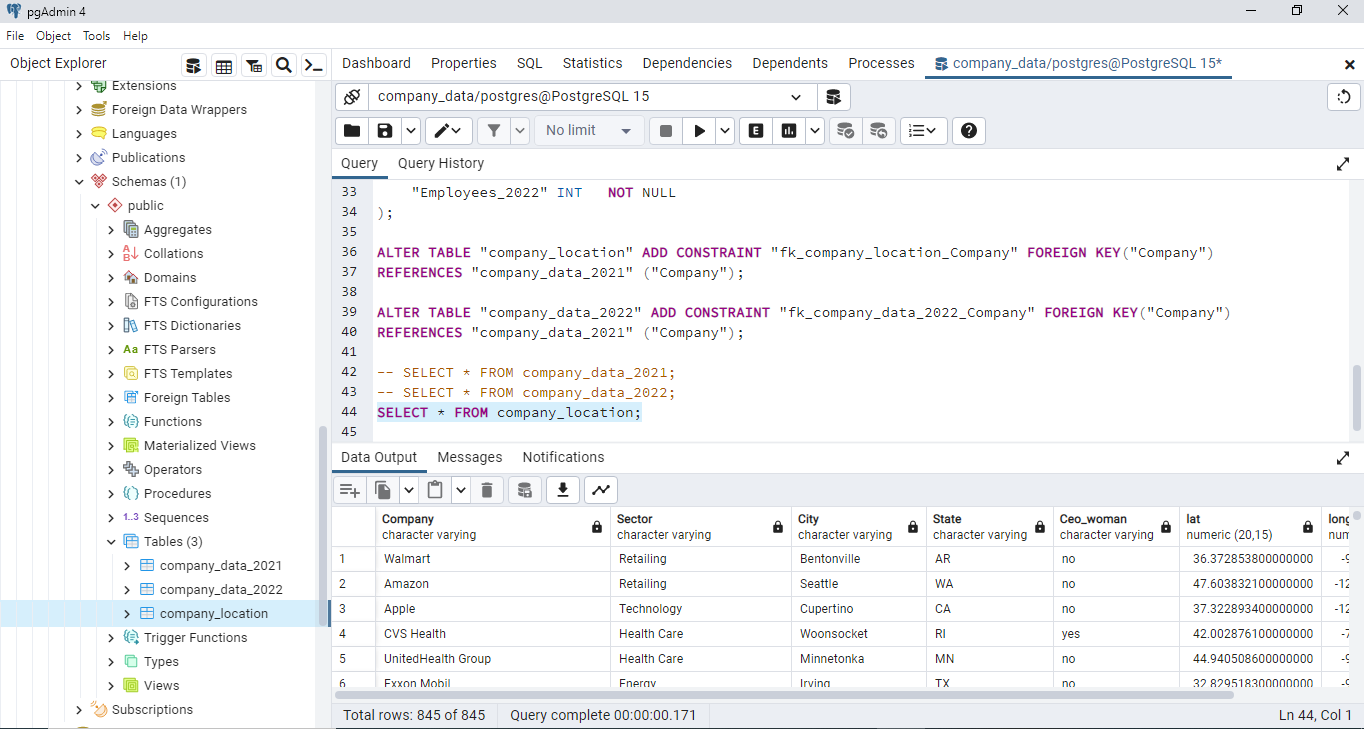 pgAdmin 4
File Object Tools Help
Object Explorer
Extensions
Foreign Data Wrappers
Languages
Publications
Schemas (1)
public
Aggregates
Collations
Domains
FTS Configurations
FTS Dictionaries
Aa FTS Parsers
FTS Templates
Foreign Tables
Functions
Materialized Views
Operators
Procedures
1..3 Sequences
Tables (3)
company_data_2021
company_data_2022
company_location
Trigger Functions
Types
Views
Subscriptions
Dashboard Properties SQL Statistics Dependencies Dependents Processes company_data/postgres@PostgreSQL 15*
company_data/postgres@PostgreSQL 15
No limit E
Query Query History
33 "Employees_2022" INT NOT NULL
34 );
35
36 ALTER TABLE "company_location" ADD CONSTRAINT "fk_company_location_Company" FOREIGN KEY("Company")
37 REFERENCES "company_data_2021" ("Company");
38
39 ALTER TABLE "company_data_2022" ADD CONSTRAINT "fk_company_data_2022_Company" FOREIGN KEY("Company")
40 REFERENCES "company_data_2021" ("Company");
41
42 -- SELECT * FROM company_data_2021;
43 -- SELECT * FROM company_data_2022;
44 SELECT * FROM company_location;
45
Data Output Messages Notifications
Company Sector City State Ceo_woman lat long
character varying character varying character varying character varying character varying numeric (20,15) num
1 Walmart Retailing Bentonville AR no 36.372853800000000 -9
2 Amazon Retailing Seattle WA no 47.603832100000000 -12
3 Apple Technology Cupertino CA no 37.322893400000000 -12
4 CVS Health Health Care Woonsocket RI yes 42.002876100000000 -7
5 UnitedHealth Group Health Care Minnetonka MN no 44.940508600000000 -9
6 Exxon Mobil Energy Irving TX no 32.829518300000000 -9
Total rows: 845 of 845 Query complete 00:00:00.171 Ln 44, Col 1